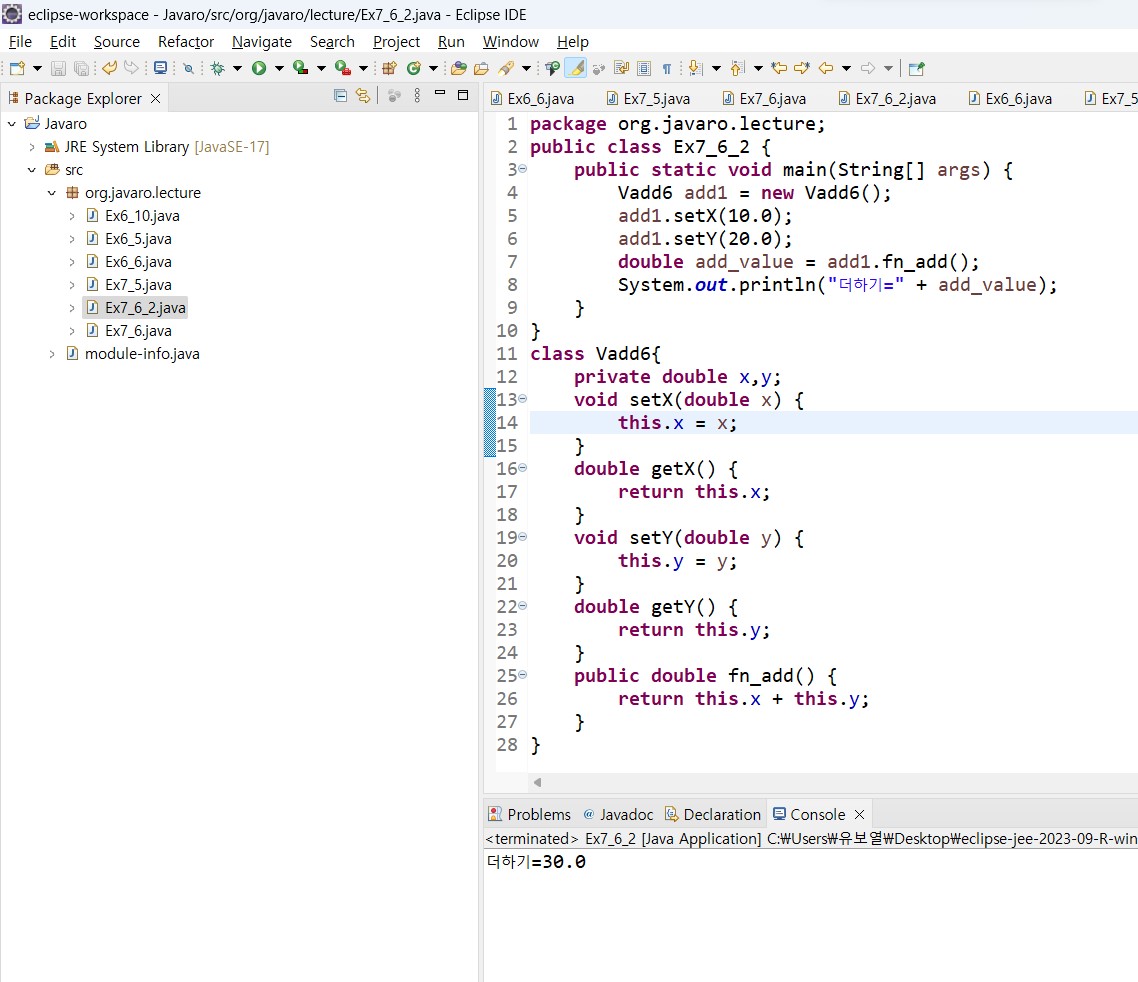 eclipse-workspace - Javaro/src/org/javaro/lecture/Ex7_6_2.java - Eclipse IDE
File Edit Source Refactor Navigate Search Project Run Window Help
Package Explorer
Javaro
JRE System Library [JavaSE-17]
src
org.javaro.lecture
Ex6_10.java
Ex6_5.java
Ex6_6.java
Ex7_5.java
Ex7_6_2.java
Ex7_6.java
module-info.java
Ex6_6.java Ex7_5.java Ex7_6.java Ex7_6_2.java Ex6_6.java Ex7_5
1 package org.javaro.lecture;
2 public class Ex7_6_2 {
3 public static void main(String[] args) {
4 Vadd6 add1 = new Vadd6();
5 add1.setX(10.0);
6 add1.setY(20.0);
7 double add_value = add1.fn_add();
8 System.out.println("더하기=" + add_value);
9 }
10 }
11 class Vadd6{
12 private double x,y;
13 void setX(double x) {
14 this.x = x;
15 }
16 double getX() {
17 return this.x;
18 }
19 void setY(double y) {
20 this.y = y;
21 }
22 double getY() {
23 return this.y;
24 }
25 public double fn_add() {
26 return this.x + this.y;
27 }
28 }
Problems @ Javadoc Declaration Console
<terminated> Ex7_6_2 [Java Application] C:₩Users₩유보열₩Desktop₩eclipse-jee-2023-09-R-win
더하기=30.0